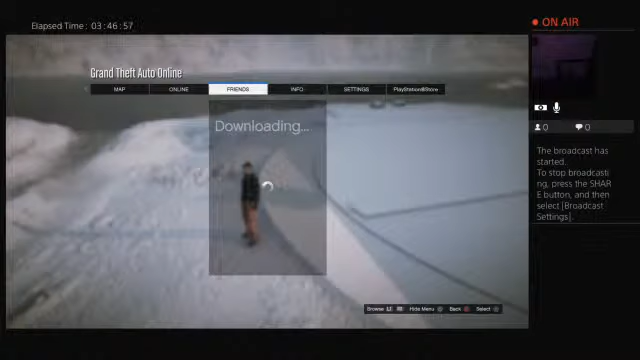 Elapsed Time : 03:46:57
ON AIR
Grand Theft Auto Online
MAP
ONLINE
FRIENDS
INFO
SETTINGS
PlayStation®Store
Downloading...
0
0
The broadcast has
started.
To stop broadcasti
ng, press the SHAR
E button, and then
select [Broadcast
Settings].
Browse
Hide Menu
Back
Select